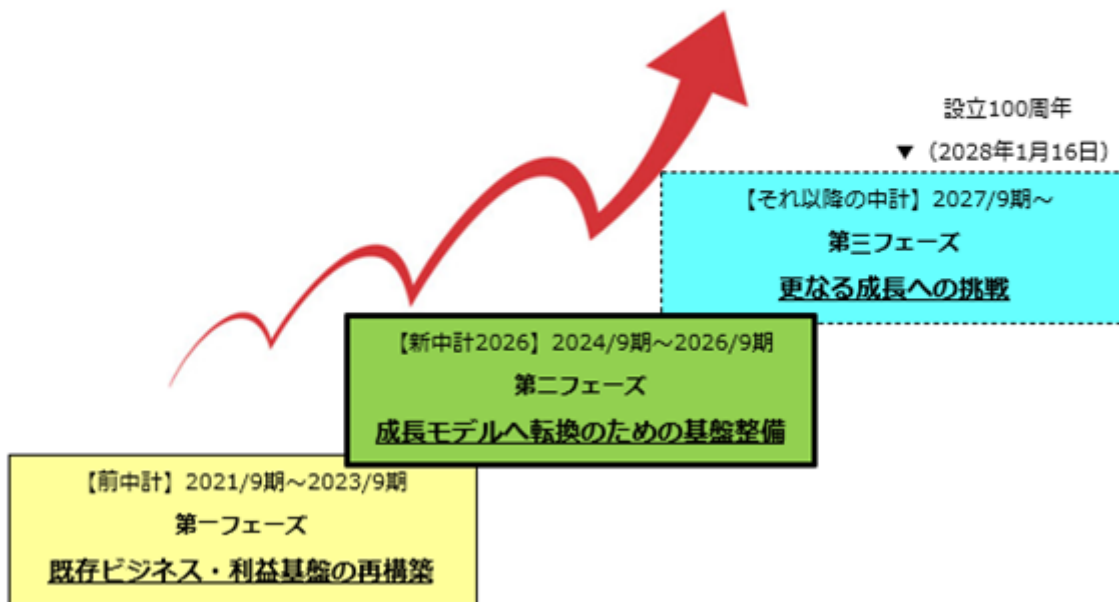 設立100周年
▼（2028年1月16日）
【それ以降の中計】2027/9期～
第三フェーズ
更なる成長への挑戦
【新中計2026】2024/9期～2026/9期
第二フェーズ
成長モデルへ転換のための基盤整備
【前中計】2021/9期～2023/9期
第一フェーズ
既存ビジネス・利益基盤の再構築